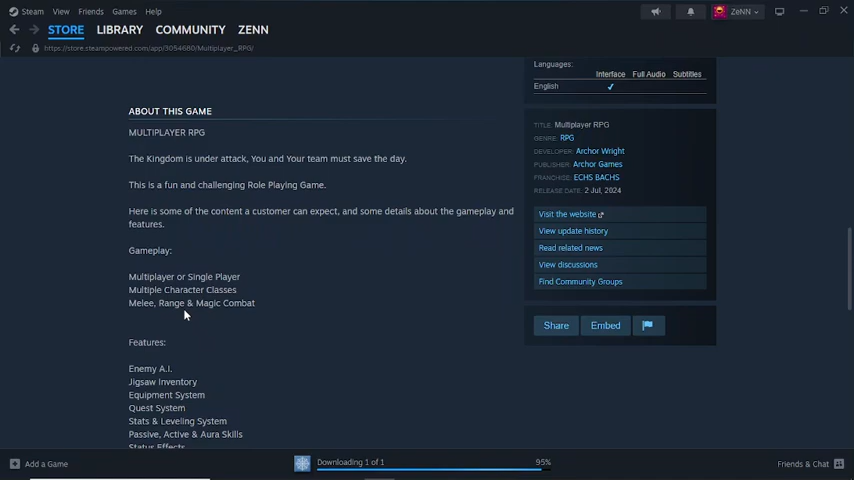 Steam View Friends Games Help
ZeNN
STORE LIBRARY COMMUNITY ZENN
https://store.steampowered.com/app/3054680/Multiplayer_RPG/
Languages:
Interface Full Audio Subtitles
English ✔
ABOUT THIS GAME
MULTIPLAYER RPG
The Kingdom is under attack, You and Your team must save the day.
This is a fun and challenging Role Playing Game.
Here is some of the content a customer can expect, and some details about the gameplay and
features.
Gameplay:
Multiplayer or Single Player
Multiple Character Classes
Melee, Range & Magic Combat
Features:
Enemy A.I.
Jigsaw Inventory
Equipment System
Quest System
Stats & Leveling System
Passive, Active & Aura Skills
Status Effects
TITLE: Multiplayer RPG
GENRE: RPG
DEVELOPER: Archor Wright
PUBLISHER: Archor Games
FRANCHISE: ECHS BACHS
RELEASE DATE: 2 Jul, 2024
Visit the website
View update history
Read related news
View discussions
Find Community Groups
Share Embed
Add a Game
Downloading 1 of 1 95%
Friends & Chat